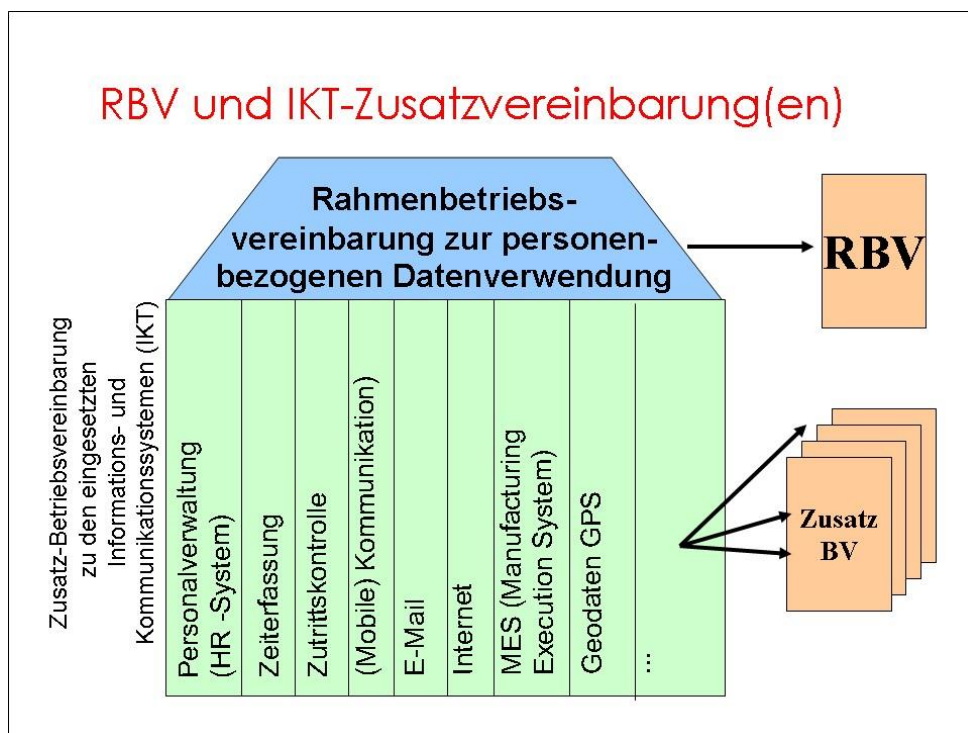 RBV und IKT-Zusatzvereinbarung(en)
Rahmenbetriebs-
vereinbarung zur personen-
bezogenen Datenverwendung
RBV
Zusatz-Betriebsvereinbarung
zu den eingesetzten
Informations- und
Kommunikationssystemen (IKT)
Personalverwaltung
(HR -System)
Zeiterfassung
Zutrittskontrolle
(Mobile) Kommunikation)
E-Mail
Internet
MES (Manufacturing
Execution System)
Geodaten GPS
...
Zusatz
BV